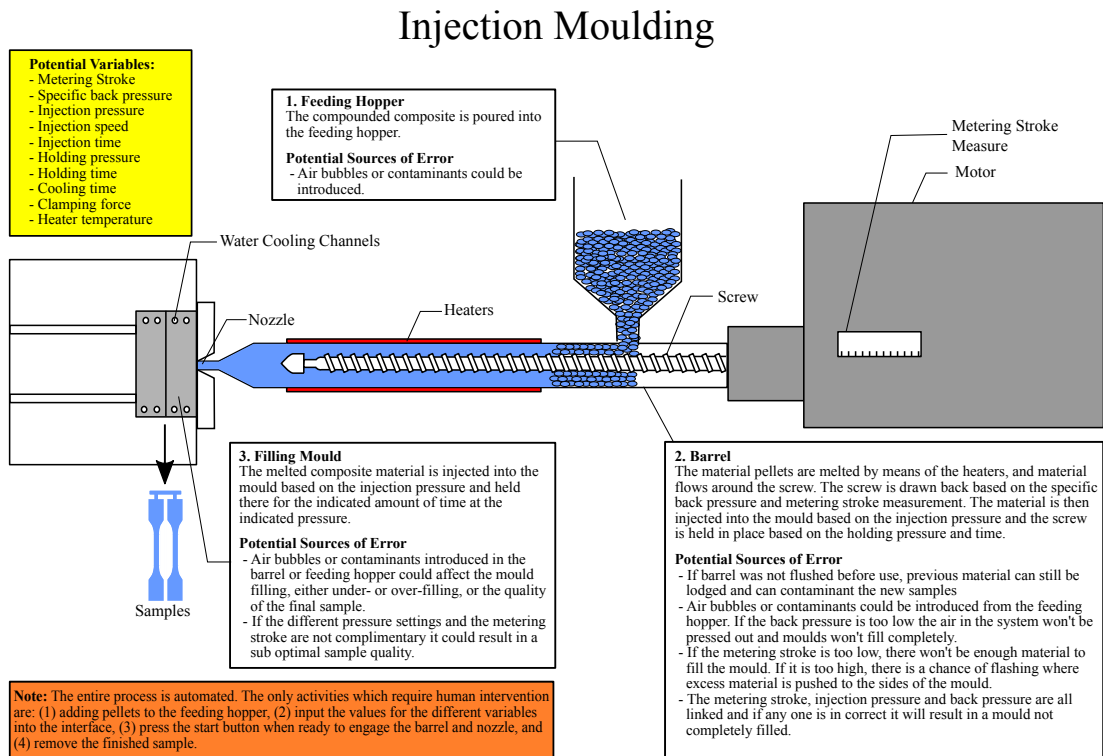 Injection Moulding
Potential Variables:
- Metering Stroke
- Specific back pressure
- Injection pressure
- Injection speed
- Injection time
- Holding pressure
- Holding time
- Cooling time
- Clamping force
- Heater temperature
1. Feeding Hopper
The compounded composite is poured into
the feeding hopper.
Potential Sources of Error
- Air bubbles or contaminants could be
introduced.
Metering Stroke
Measure
Motor
Water Cooling Channels
Nozzle
Heaters
Screw
3. Filling Mould
The melted composite material is injected into the
mould based on the injection pressure and held
there for the indicated amount of time at the
indicated pressure.
Potential Sources of Error
- Air bubbles or contaminants introduced in the
barrel or feeding hopper could affect the mould
filling, either under- or over-filling, or the quality
of the final sample.
- If the different pressure settings and the metering
stroke are not complimentary it could result in a
sub optimal sample quality.
2. Barrel
The material pellets are melted by means of the heaters, and material
flows around the screw. The screw is drawn back based on the specific
back pressure and metering stroke measurement. The material is then
injected into the mould based on the injection pressure and the screw
is held in place based on the holding pressure and time.
Potential Sources of Error
- If barrel was not flushed before use, previous material can still be
lodged and can contaminant the new samples
- Air bubbles or contaminants could be introduced from the feeding
hopper. If the back pressure is too low the air in the system won't be
pressed out and moulds won't fill completely.
- If the metering stroke is too low, there won't be enough material to
fill the mould. If it is too high, there is a chance of flashing where
excess material is pushed to the sides of the mould.
- The metering stroke, injection pressure and back pressure are all
linked and if any one is in correct it will result in a mould not
completely filled.
Samples
Note: The entire process is automated. The only activities which require human intervention
are: (1) adding pellets to the feeding hopper, (2) input the values for the different variables
into the interface, (3) press the start button when ready to engage the barrel and nozzle, and
(4) remove the finished sample.